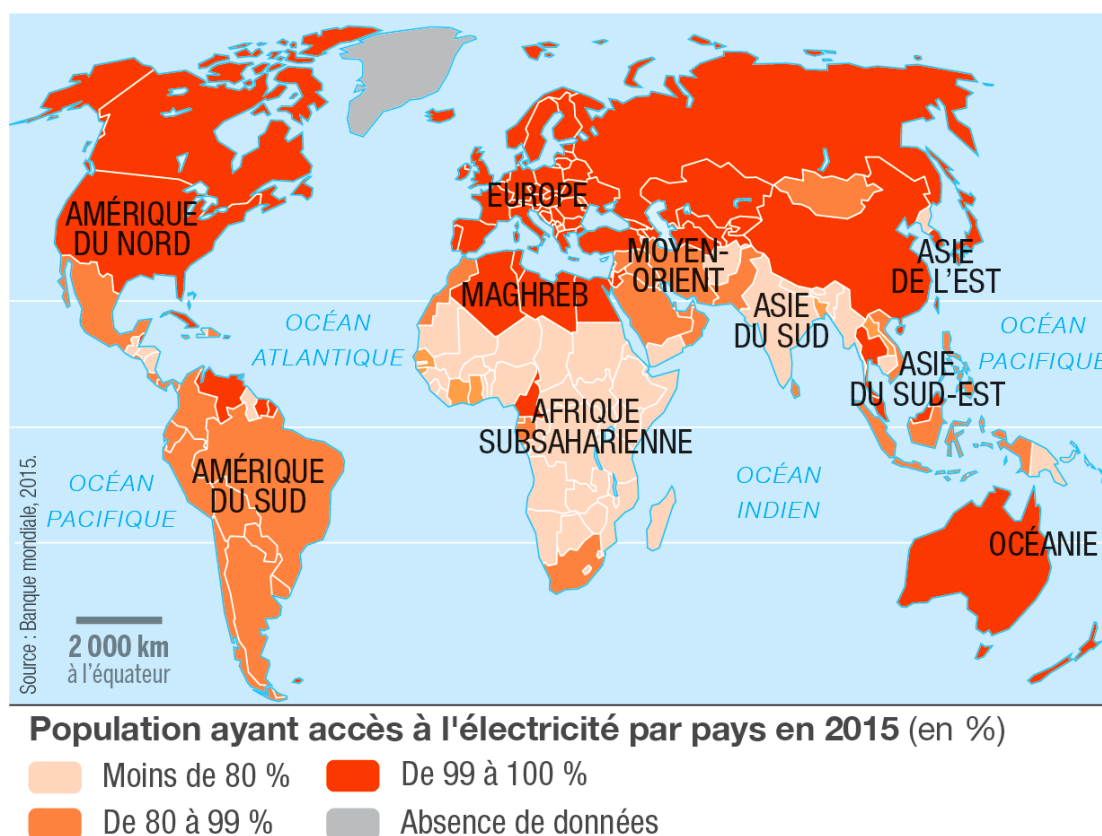 AMÉRIQUE
DU NORD
EUROPE
MOYEN-
ORIENT
ASIE
DE L'EST
MAGHREB
ASIE
DU SUD
OCÉAN
ATLANTIQUE
OCÉAN
PACIFIQUE
ASIE
DU SUD-EST
AFRIQUE
SUBSAHARIENNE
AMÉRIQUE
DU SUD
OCÉAN
PACIFIQUE
OCÉAN
INDIEN
OCÉANIE
2 000 km
à l'équateur
Source : Banque mondiale, 2015.
Population ayant accès à l'électricité par pays en 2015 (en %)
Moins de 80 %
De 99 à 100 %
De 80 à 99 %
Absence de données